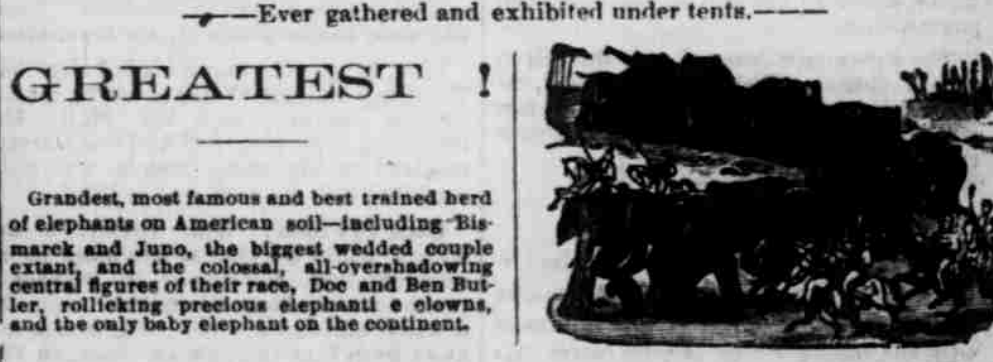 Ever gathered and exhibited under tents.
GREATEST !
Grandest, most famous and best trained herd
of elephants on American soil—including Bis-
marck and Juno, the biggest wedded couple
extant, and the colossal, all-overshadowing
central figures of their race, Doc and Ben But-
ler, rollicking precious elephanti e clowns,
and the only baby elephant on the continent.